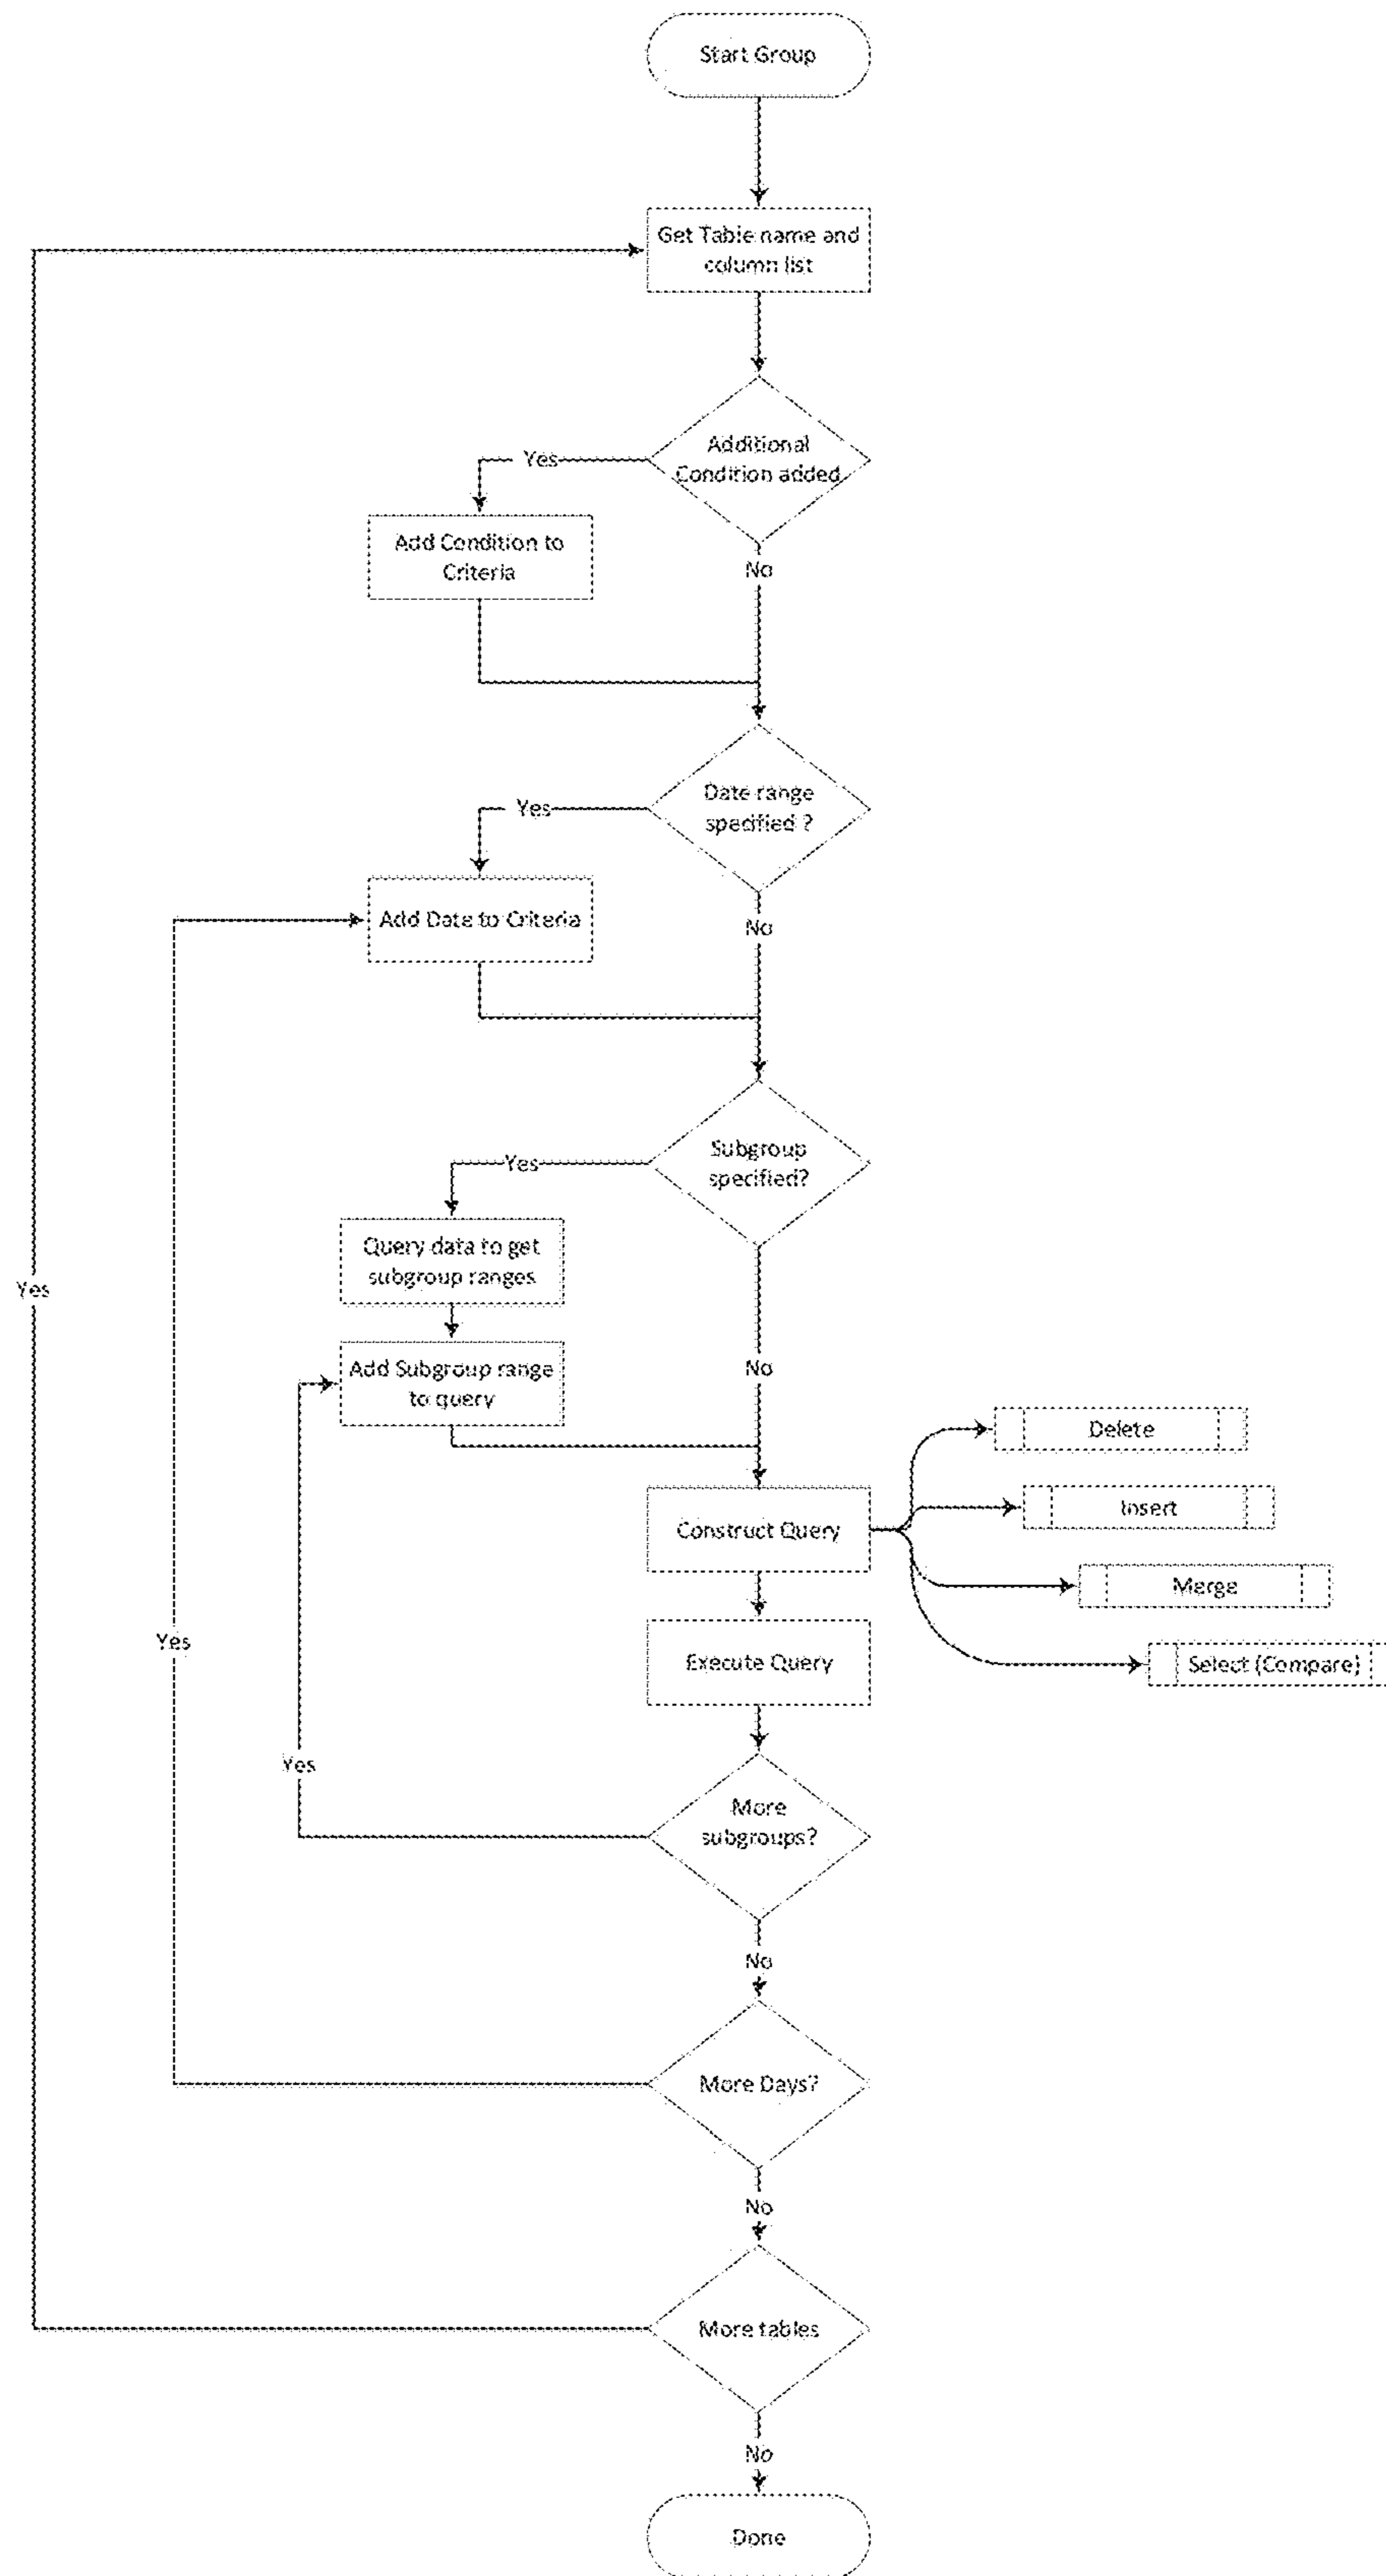 Start Group
Get Table name and
column list
Additional
Condition added
Yes
Add Condition to
Criteria
No
Date range
specified ?
Yes
Add Date to Criteria
No
Subgroup
specified?
Yes
Query data to get
subgroup ranges
Yes
Add Subgroup range
to query
No
Delete
Insert
Construct Query
Merge
Yes
Execute Query
Select (Compare)
Yes
More
subgroups?
No
More Days?
No
More tables
No
Done